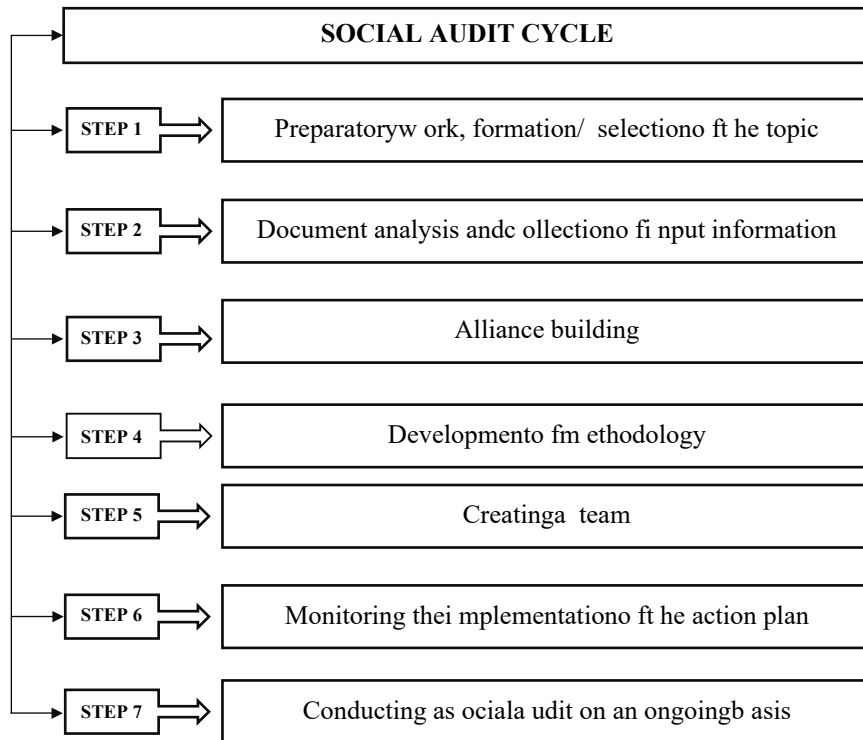 SOCIAL AUDIT CYCLE
STEP 1
Preparatoryw ork, formation/ selectiono ft he topic
STEP 2
Document analysis andc ollectiono fi nput information
STEP 3
Alliance building
STEP 4
Developmento fm ethodology
STEP 5
Creatinga team
STEP 6
Monitoring thei mplementationo ft he action plan
STEP 7
Conducting as ociala udit on an ongoingb asis